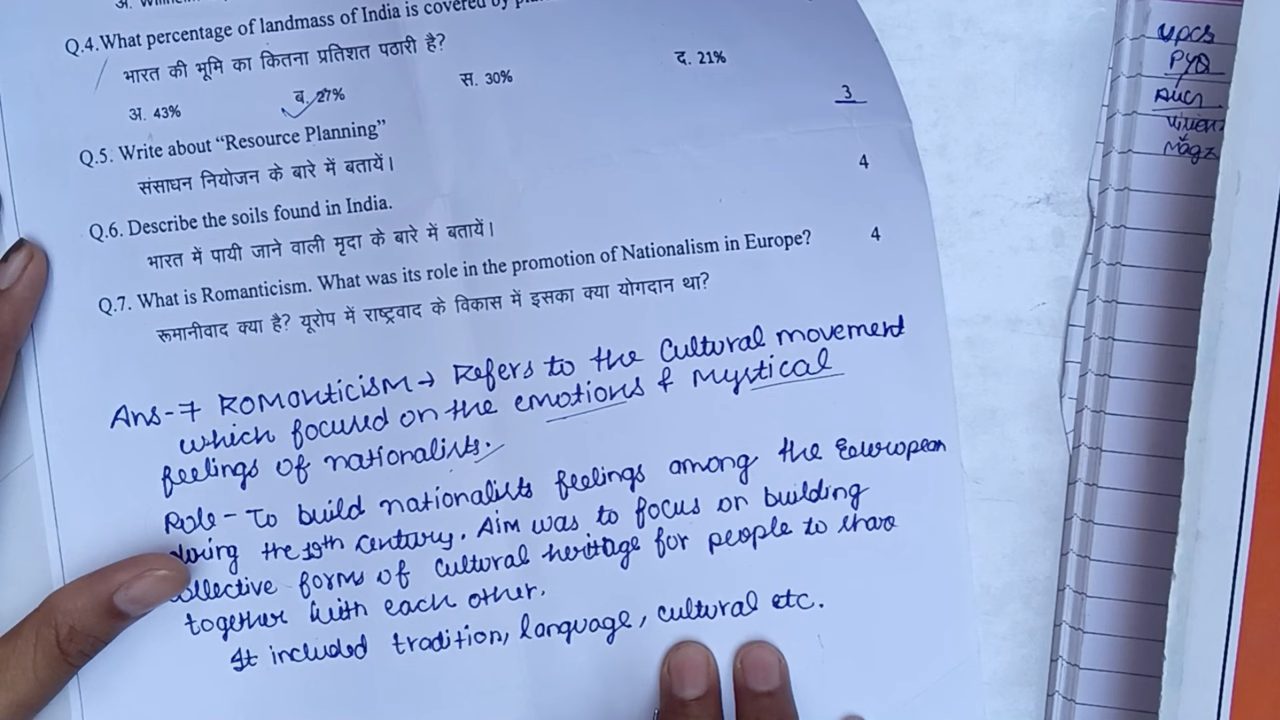 Q.4.What percentage of landmass of India is covered by
भारत की भूमि का कितना प्रतिशत पठारी है?
अ. 43% ब. 27% स. 30% द. 21%
3
Q.5. Write about “Resource Planning”
संसाघन नियोजन के बारे में बतायें।
4
Q.6. Describe the soils found in India.
भारत में पायी जाने वाली मृदा के बारे में बतायें।
4
Q.7. What is Romanticism. What was its role in the promotion of Nationalism in Europe?
रूमानीवाद क्या है? यूरोप में राष्ट्रवाद के विकास में इसका क्या योगदान था?
Ans-7 Romanticism → Refers to the cultural movement
which focused on the emotions & mystical
feelings of nationalists.
Role - To build nationalists feelings among the Eouropean
during the 19th century. Aim was to focus on building
collective forms of cultural heritage for people to share
together with each other.
It included tradition, language, cultural etc.
PYQ